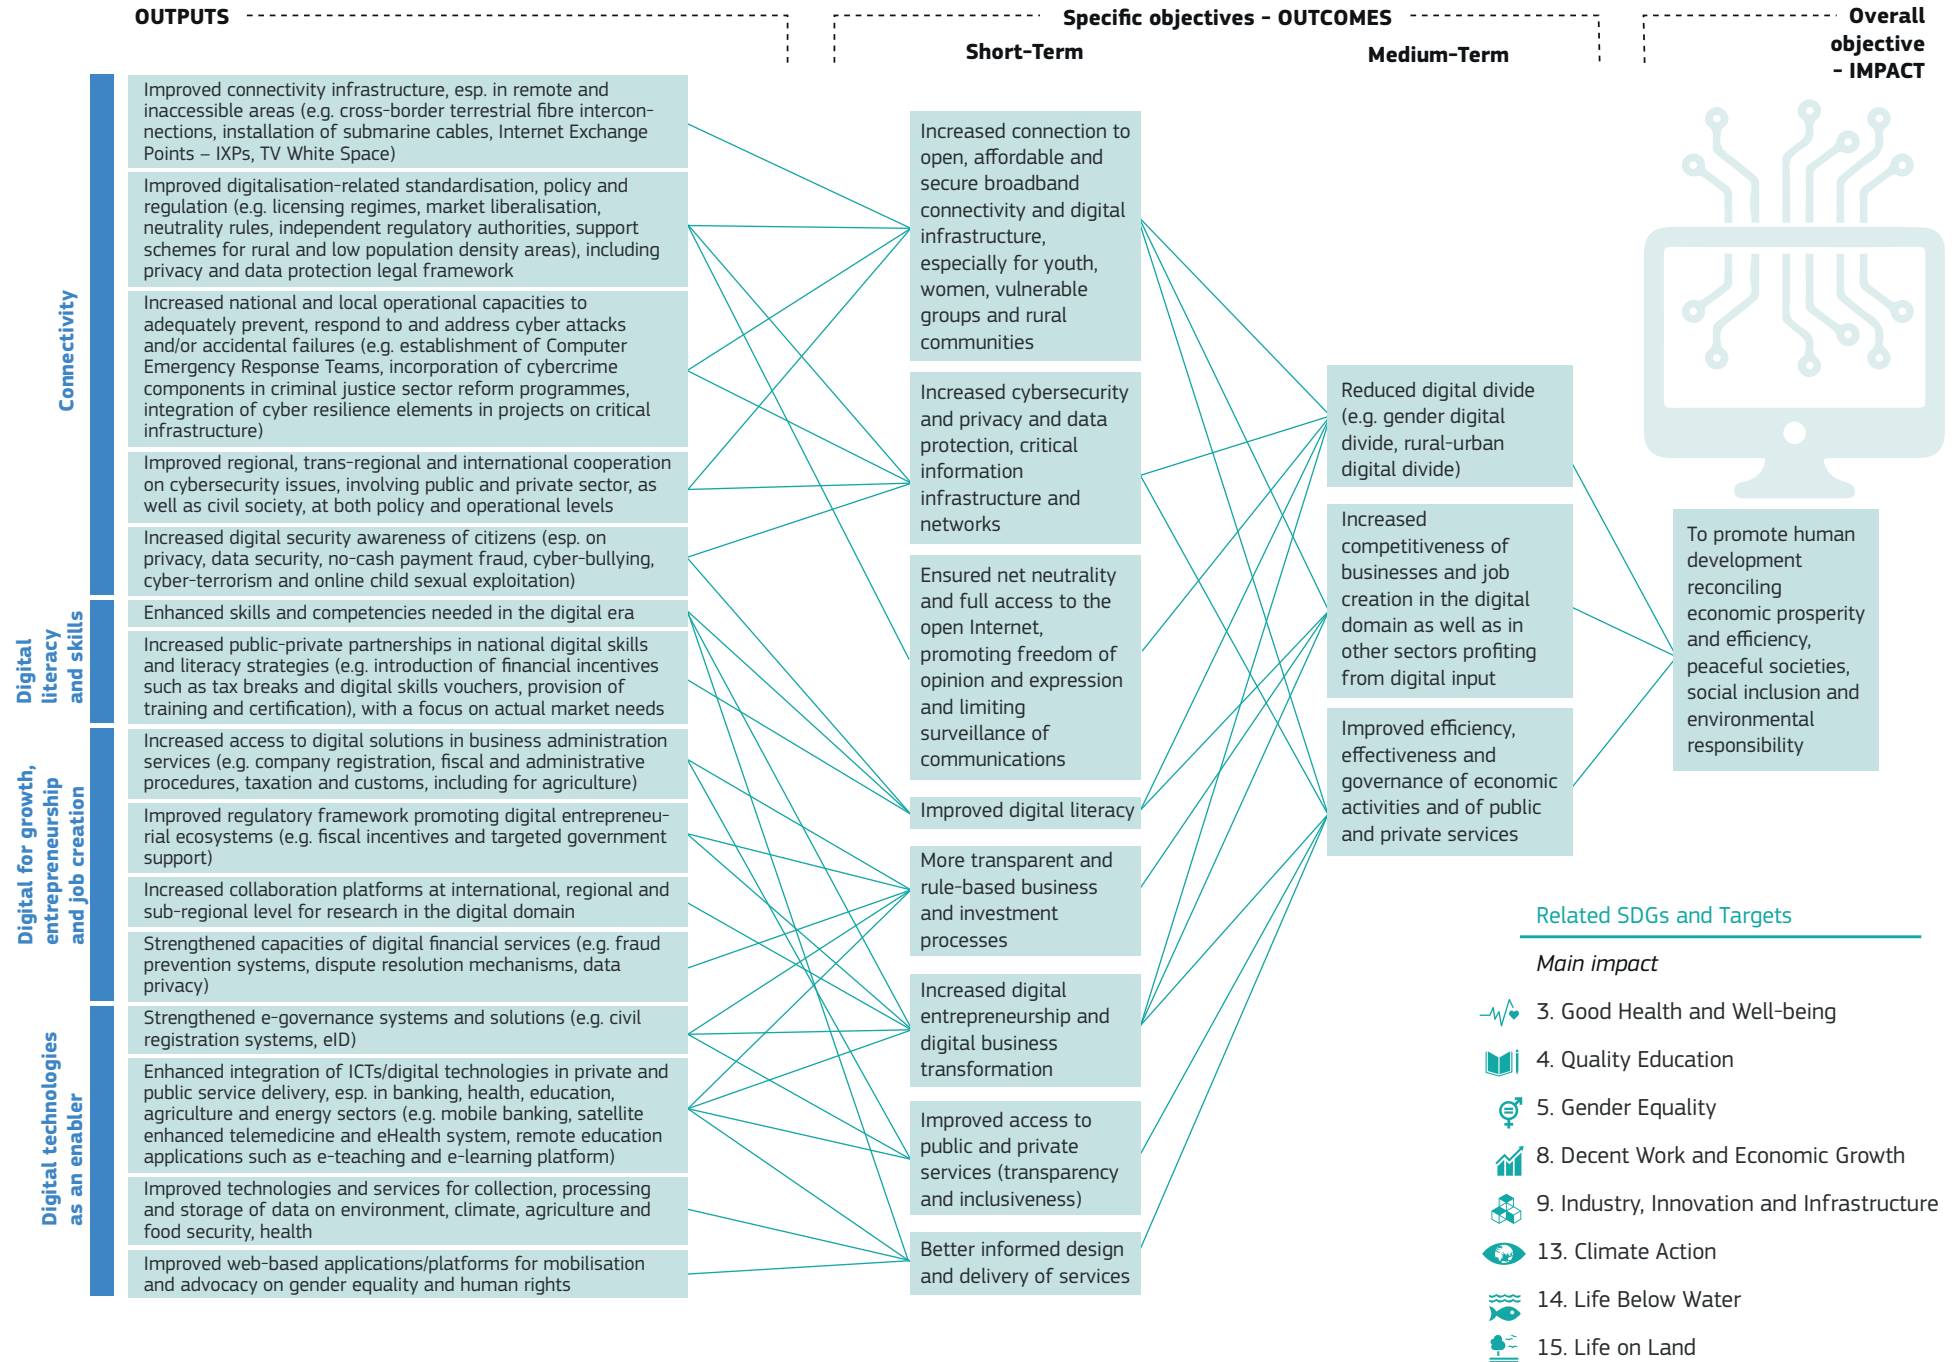 OUTPUTS
Specific objectives - OUTCOMES
Overall
objective
- IMPACT
Short-Term
Medium-Term
Connectivity
Improved connectivity infrastructure, esp. in remote and
inaccessible areas (e.g. cross-border terrestrial fibre intercon-
nections, installation of submarine cables, Internet Exchange
Points – IXPs, TV White Space)
Improved digitalisation-related standardisation, policy and
regulation (e.g. licensing regimes, market liberalisation,
neutrality rules, independent regulatory authorities, support
schemes for rural and low population density areas), including
privacy and data protection legal framework
Increased national and local operational capacities to
adequately prevent, respond to and address cyber attacks
and/or accidental failures (e.g. establishment of Computer
Emergency Response Teams, incorporation of cybercrime
components in criminal justice sector reform programmes,
integration of cyber resilience elements in projects on critical
infrastructure)
Improved regional, trans-regional and international cooperation
on cybersecurity issues, involving public and private sector, as
well as civil society, at both policy and operational levels
Increased digital security awareness of citizens (esp. on
privacy, data security, no-cash payment fraud, cyber-bullying,
cyber-terrorism and online child sexual exploitation)
Digital
literacy
and skills
Enhanced skills and competencies needed in the digital era
Increased public-private partnerships in national digital skills
and literacy strategies (e.g. introduction of financial incentives
such as tax breaks and digital skills vouchers, provision of
training and certification), with a focus on actual market needs
Digital for growth,
entrepreneurship
and job creation
Increased access to digital solutions in business administration
services (e.g. company registration, fiscal and administrative
procedures, taxation and customs, including for agriculture)
Improved regulatory framework promoting digital entrepreneu-
rial ecosystems (e.g. fiscal incentives and targeted government
support)
Increased collaboration platforms at international, regional and
sub-regional level for research in the digital domain
Strengthened capacities of digital financial services (e.g. fraud
prevention systems, dispute resolution mechanisms, data
privacy)
Digital technologies
as an enabler
Strengthened e-governance systems and solutions (e.g. civil
registration systems, eID)
Enhanced integration of ICTs/digital technologies in private and
public service delivery, esp. in banking, health, education,
agriculture and energy sectors (e.g. mobile banking, satellite
enhanced telemedicine and eHealth system, remote education
applications such as e-teaching and e-learning platform)
Improved technologies and services for collection, processing
and storage of data on environment, climate, agriculture and
food security, health
Improved web-based applications/platforms for mobilisation
and advocacy on gender equality and human rights
Increased connection to
open, affordable and
secure broadband
connectivity and digital
infrastructure,
especially for youth,
women, vulnerable
groups and rural
communities
Increased cybersecurity
and privacy and data
protection, critical
information
infrastructure and
networks
Ensured net neutrality
and full access to the
open Internet,
promoting freedom of
opinion and expression
and limiting
surveillance of
communications
Improved digital literacy
More transparent and
rule-based business
and investment
processes
Increased digital
entrepreneurship and
digital business
transformation
Improved access to
public and private
services (transparency
and inclusiveness)
Better informed design
and delivery of services
Reduced digital divide
(e.g. gender digital
divide, rural-urban
digital divide)
Increased
competitiveness of
businesses and job
creation in the digital
domain as well as in
other sectors profiting
from digital input
Improved efficiency,
effectiveness and
governance of economic
activities and of public
and private services
To promote human
development
reconciling
economic prosperity
and efficiency,
peaceful societies,
social inclusion and
environmental
responsibility
Related SDGs and Targets
Main impact
3. Good Health and Well-being
4. Quality Education
5. Gender Equality
8. Decent Work and Economic Growth
9. Industry, Innovation and Infrastructure
13. Climate Action
14. Life Below Water
15. Life on Land